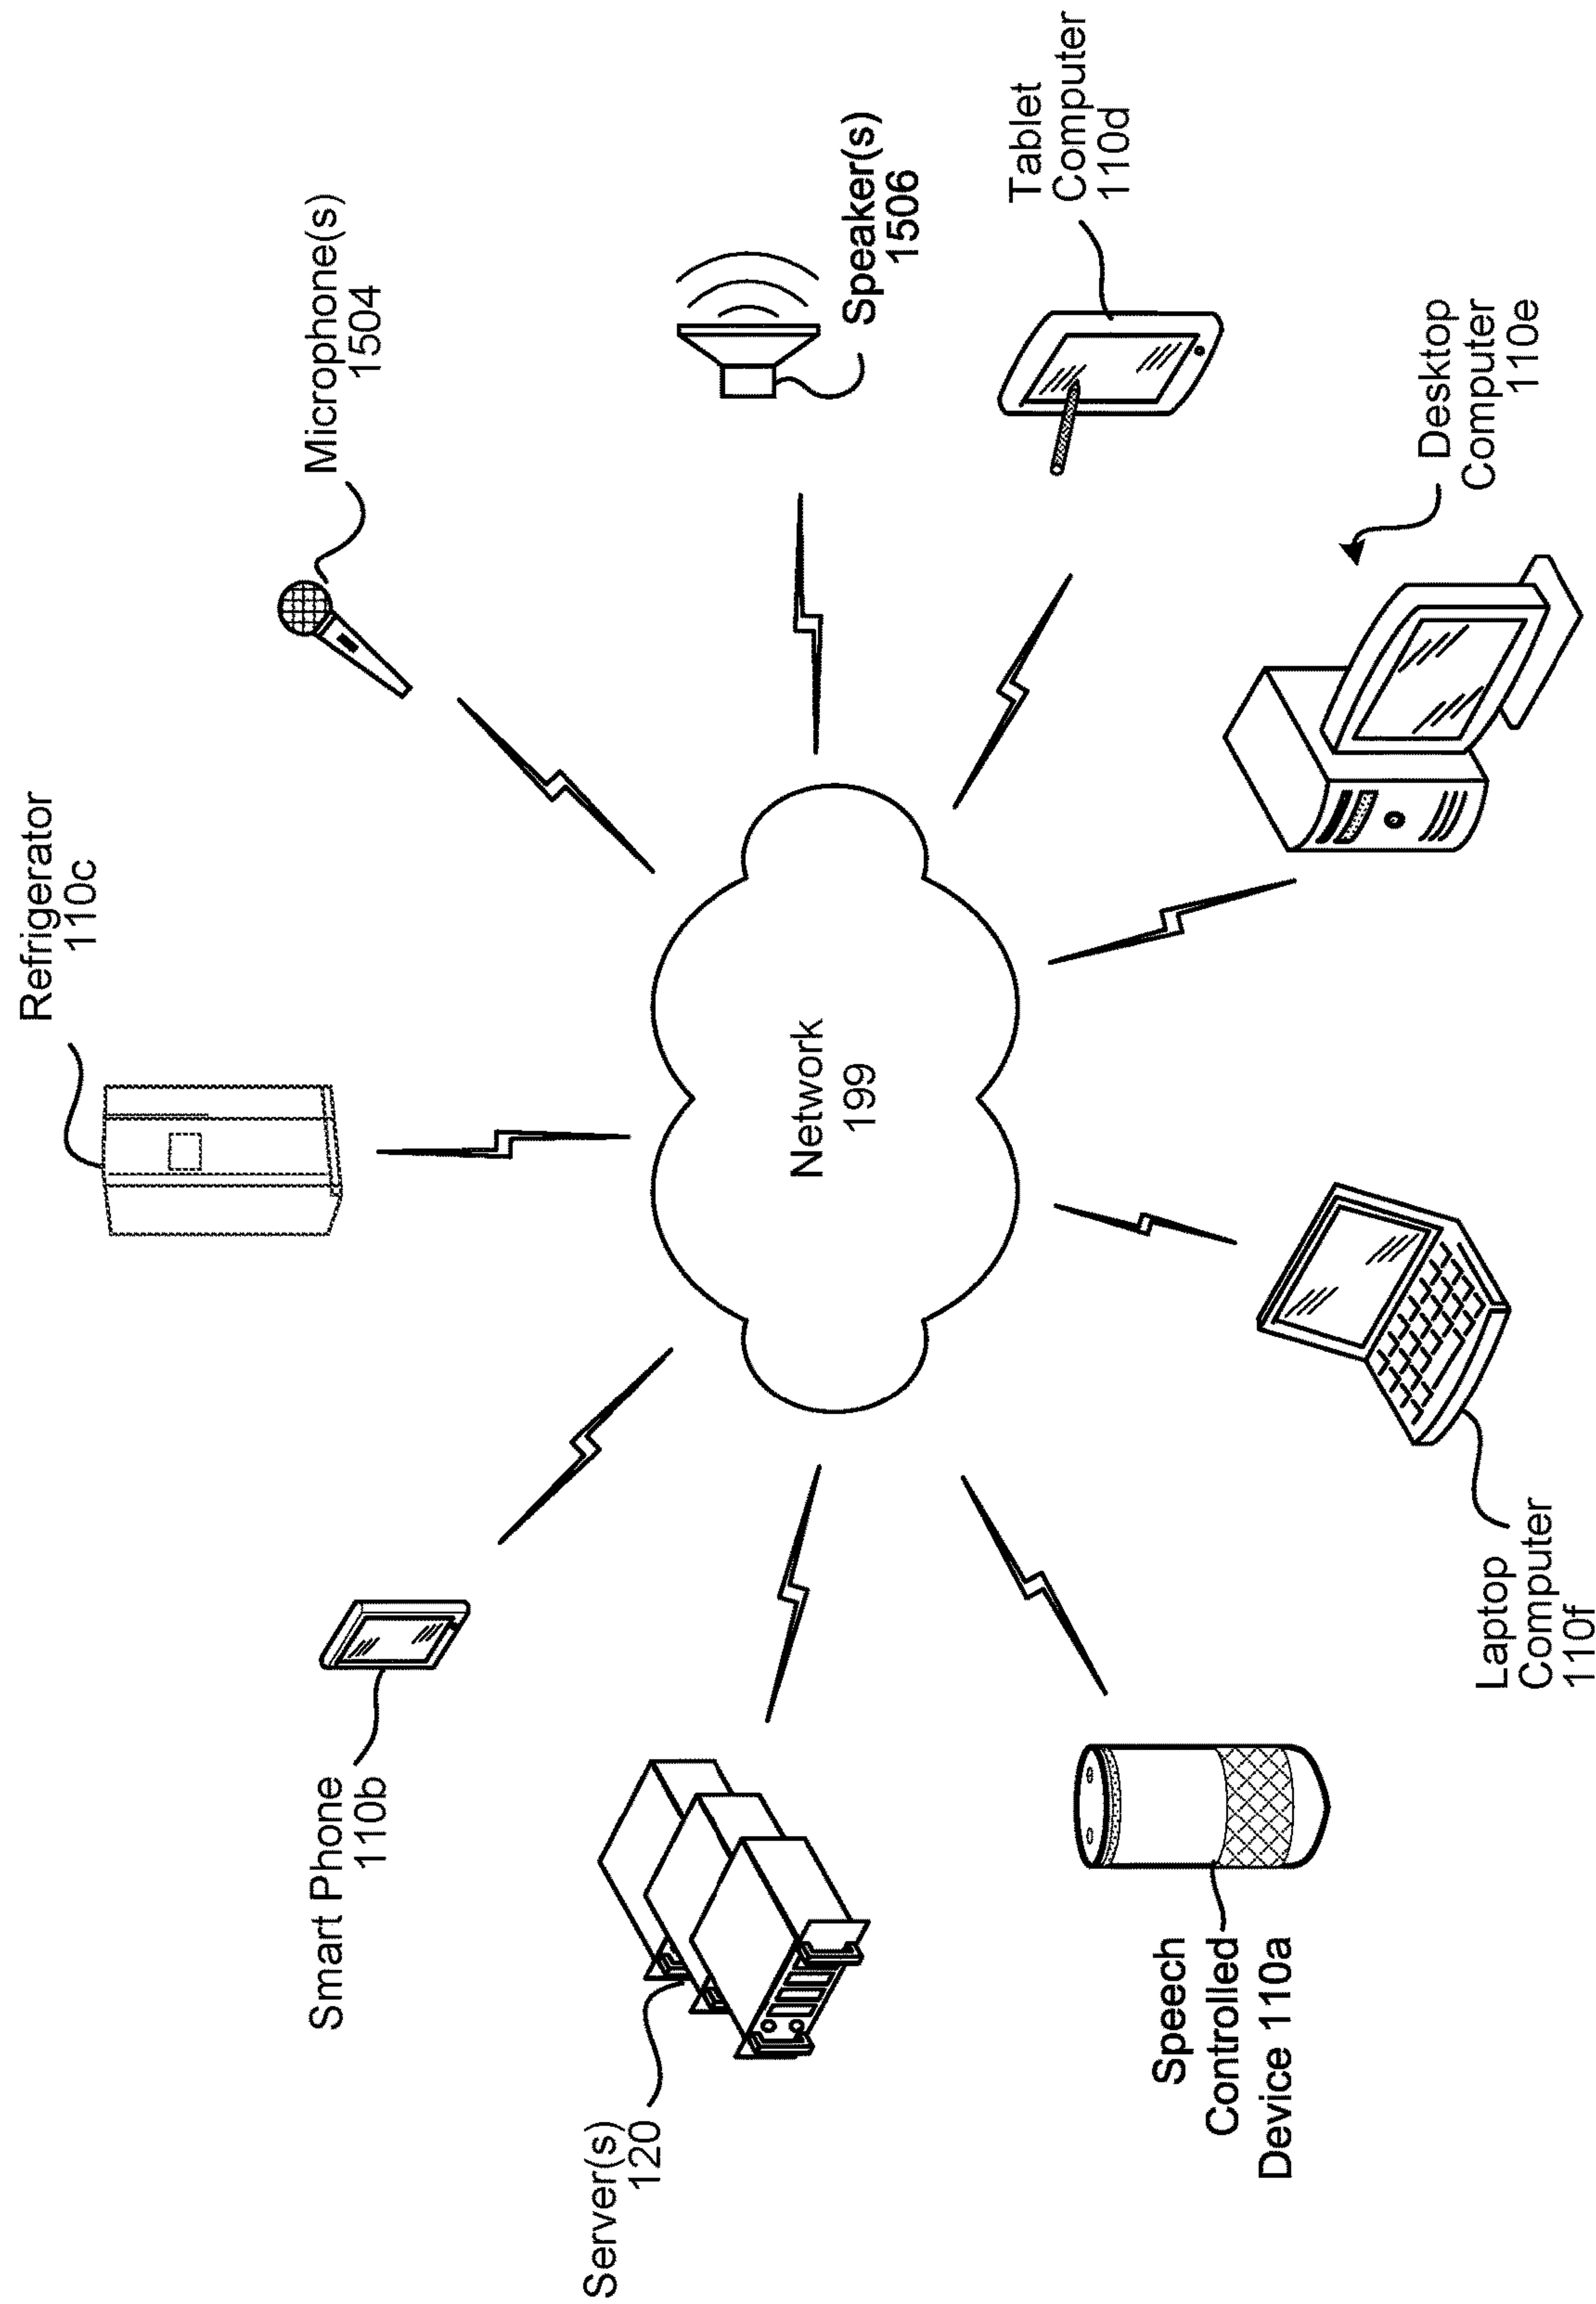 Refrigerator
110c
Smart Phone
110b
Microphone(s)
1504
Server(s)
120
Network
199
Speaker(s)
1506
Speech
Controlled
Device 110a
Tablet
Computer
110d
Laptop
Computer
110f
Desktop
Computer
110e